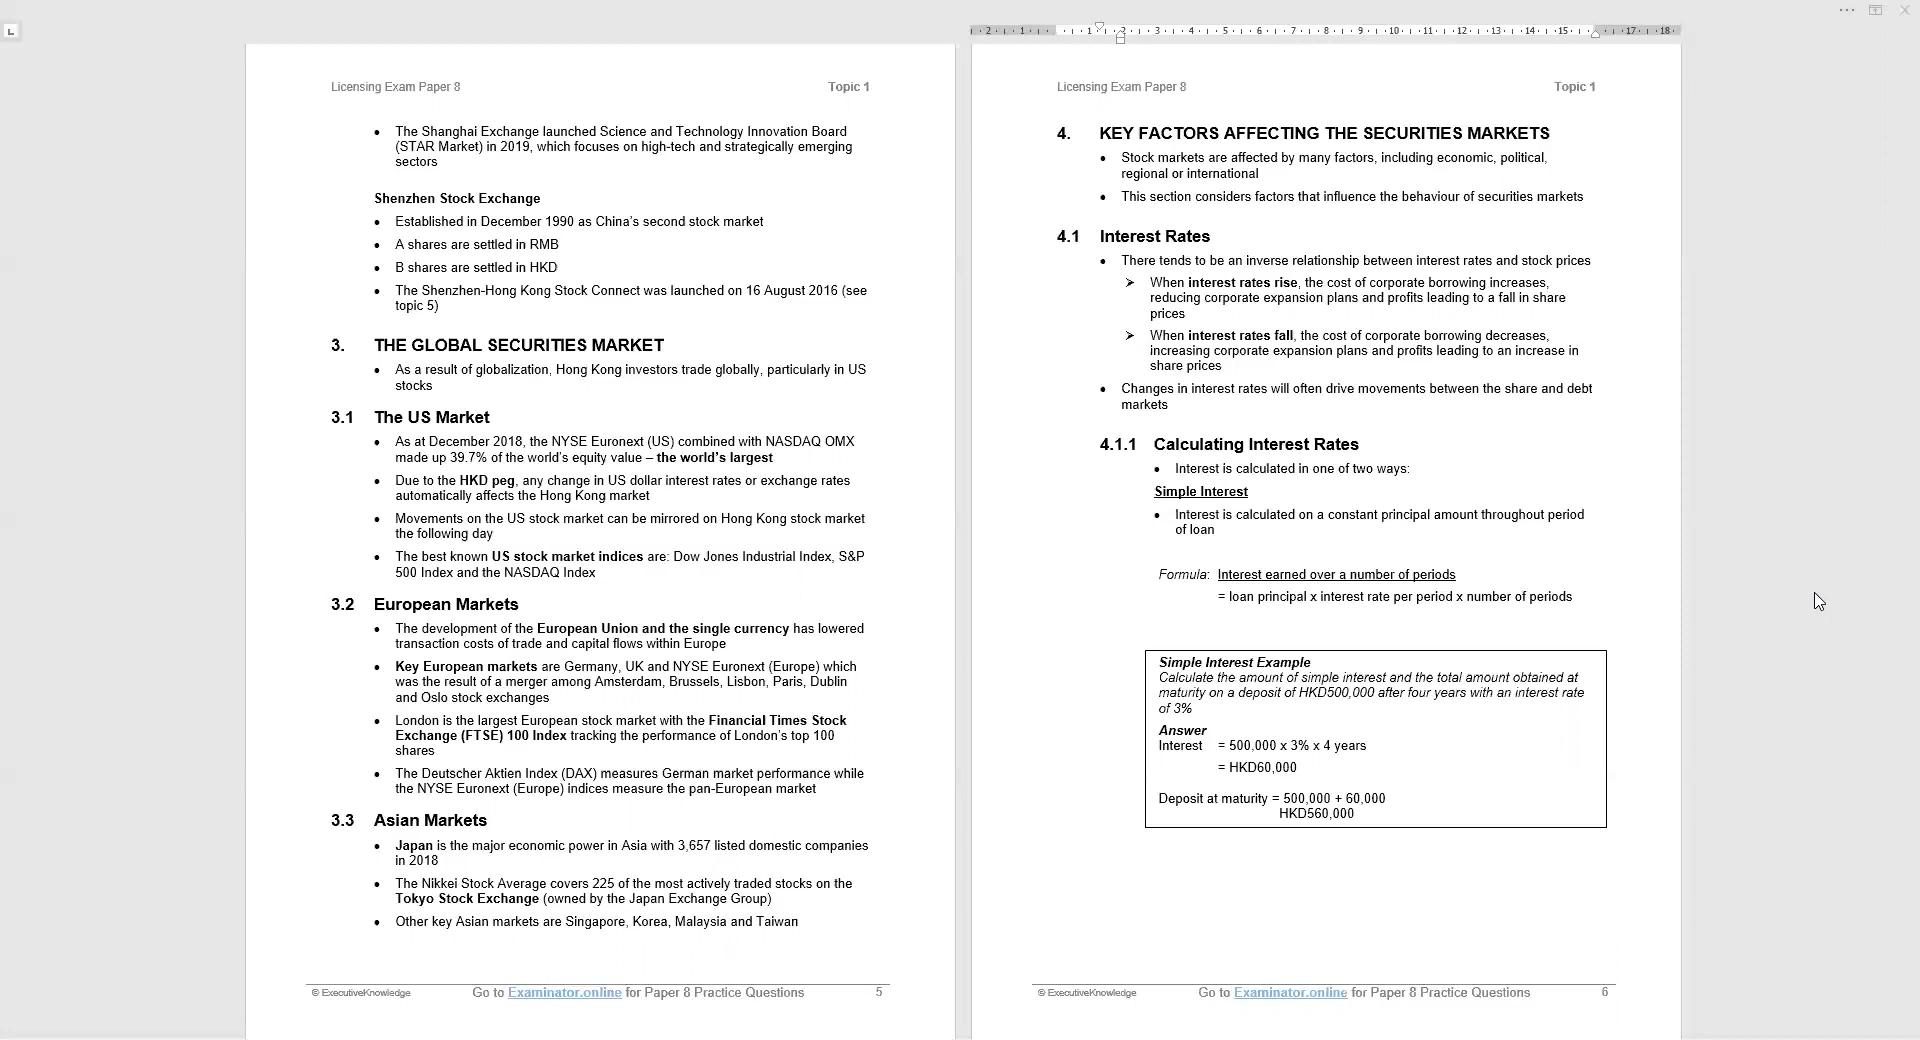 2 1 1 2 3 4 5 6 7 8 9 10 11 12 13 14 15 17 18
Licensing Exam Paper 8 Topic 1
• The Shanghai Exchange launched Science and Technology Innovation Board
(STAR Market) in 2019, which focuses on high-tech and strategically emerging
sectors
Shenzhen Stock Exchange
• Established in December 1990 as China's second stock market
• A shares are settled in RMB
• B shares are settled in HKD
• The Shenzhen-Hong Kong Stock Connect was launched on 16 August 2016 (see
topic 5)
3. THE GLOBAL SECURITIES MARKET
• As a result of globalization, Hong Kong investors trade globally, particularly in US
stocks
3.1 The US Market
• As at December 2018, the NYSE Euronext (US) combined with NASDAQ OMX
made up 39.7% of the world's equity value – the world's largest
• Due to the HKD peg, any change in US dollar interest rates or exchange rates
automatically affects the Hong Kong market
• Movements on the US stock market can be mirrored on Hong Kong stock market
the following day
• The best known US stock market indices are: Dow Jones Industrial Index, S&P
500 Index and the NASDAQ Index
3.2 European Markets
• The development of the European Union and the single currency has lowered
transaction costs of trade and capital flows within Europe
• Key European markets are Germany, UK and NYSE Euronext (Europe) which
was the result of a merger among Amsterdam, Brussels, Lisbon, Paris, Dublin
and Oslo stock exchanges
• London is the largest European stock market with the Financial Times Stock
Exchange (FTSE) 100 Index tracking the performance of London's top 100
shares
• The Deutscher Aktien Index (DAX) measures German market performance while
the NYSE Euronext (Europe) indices measure the pan-European market
3.3 Asian Markets
• Japan is the major economic power in Asia with 3,657 listed domestic companies
in 2018
• The Nikkei Stock Average covers 225 of the most actively traded stocks on the
Tokyo Stock Exchange (owned by the Japan Exchange Group)
• Other key Asian markets are Singapore, Korea, Malaysia and Taiwan
© ExecutiveKnowledge Go to Examinator.online for Paper 8 Practice Questions 5
Licensing Exam Paper 8 Topic 1
4. KEY FACTORS AFFECTING THE SECURITIES MARKETS
• Stock markets are affected by many factors, including economic, political,
regional or international
• This section considers factors that influence the behaviour of securities markets
4.1 Interest Rates
• There tends to be an inverse relationship between interest rates and stock prices
➢ When interest rates rise, the cost of corporate borrowing increases,
reducing corporate expansion plans and profits leading to a fall in share
prices
➢ When interest rates fall, the cost of corporate borrowing decreases,
increasing corporate expansion plans and profits leading to an increase in
share prices
• Changes in interest rates will often drive movements between the share and debt
markets
4.1.1 Calculating Interest Rates
• Interest is calculated in one of two ways:
Simple Interest
• Interest is calculated on a constant principal amount throughout period
of loan
Formula: Interest earned over a number of periods
= loan principal x interest rate per period x number of periods
Simple Interest Example
Calculate the amount of simple interest and the total amount obtained at
maturity on a deposit of HKD500,000 after four years with an interest rate
of 3%
Answer
Interest = 500,000 x 3% x 4 years
= HKD60,000
Deposit at maturity = 500,000 + 60,000
HKD560,000
© ExecutiveKnowledge Go to Examinator.online for Paper 8 Practice Questions 6